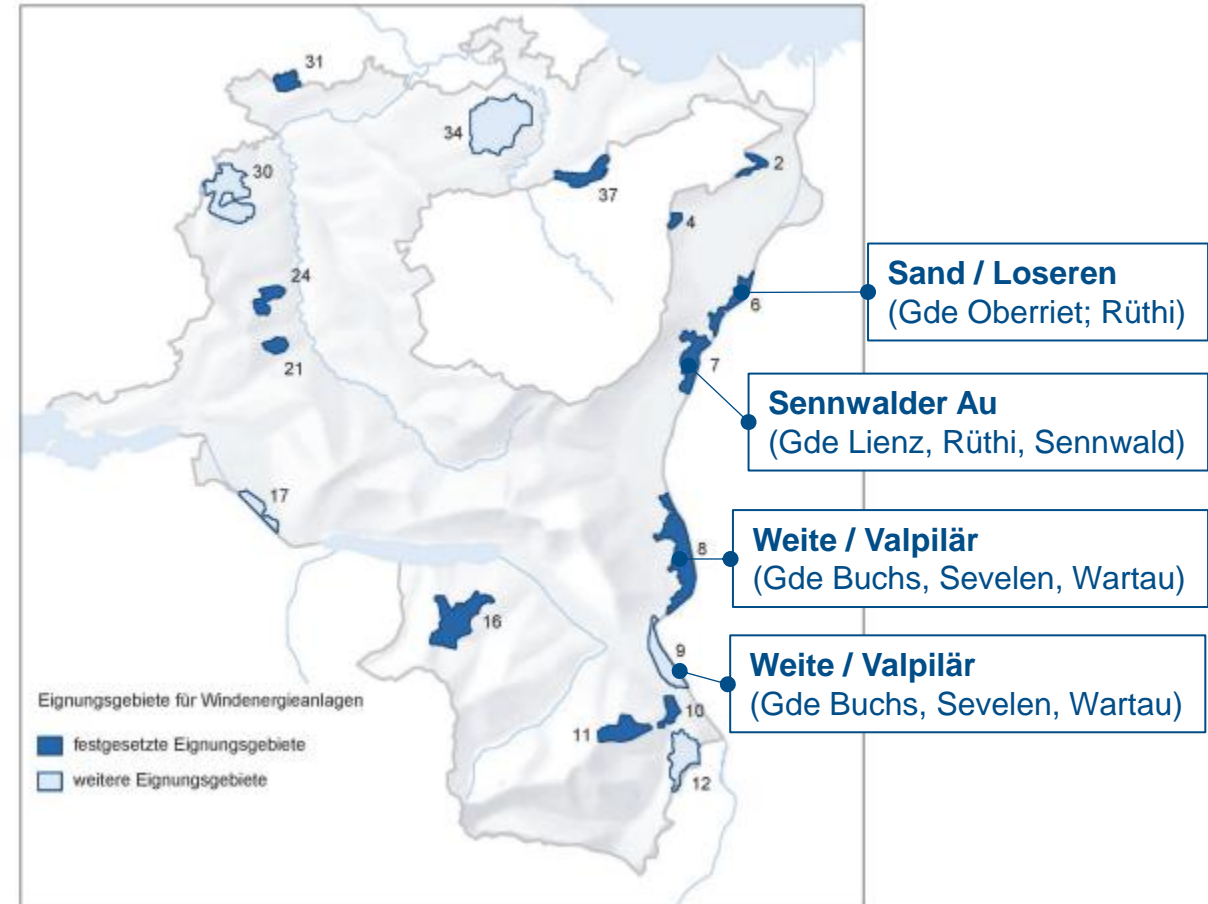 31
34
30
2
37
4
24
Sand / Loseren
(Gde Oberriet; Rüthi)
6
21
7
Sennwalder Au
(Gde Lienz, Rüthi, Sennwald)
17
8
Weite / Valpilär
(Gde Buchs, Sevelen, Wartau)
16
9
Weite / Valpilär
(Gde Buchs, Sevelen, Wartau)
Eignungsgebiete für Windenergieanlagen
10
11
festgesetzte Eignungsgebiete
weitere Eignungsgebiete
12